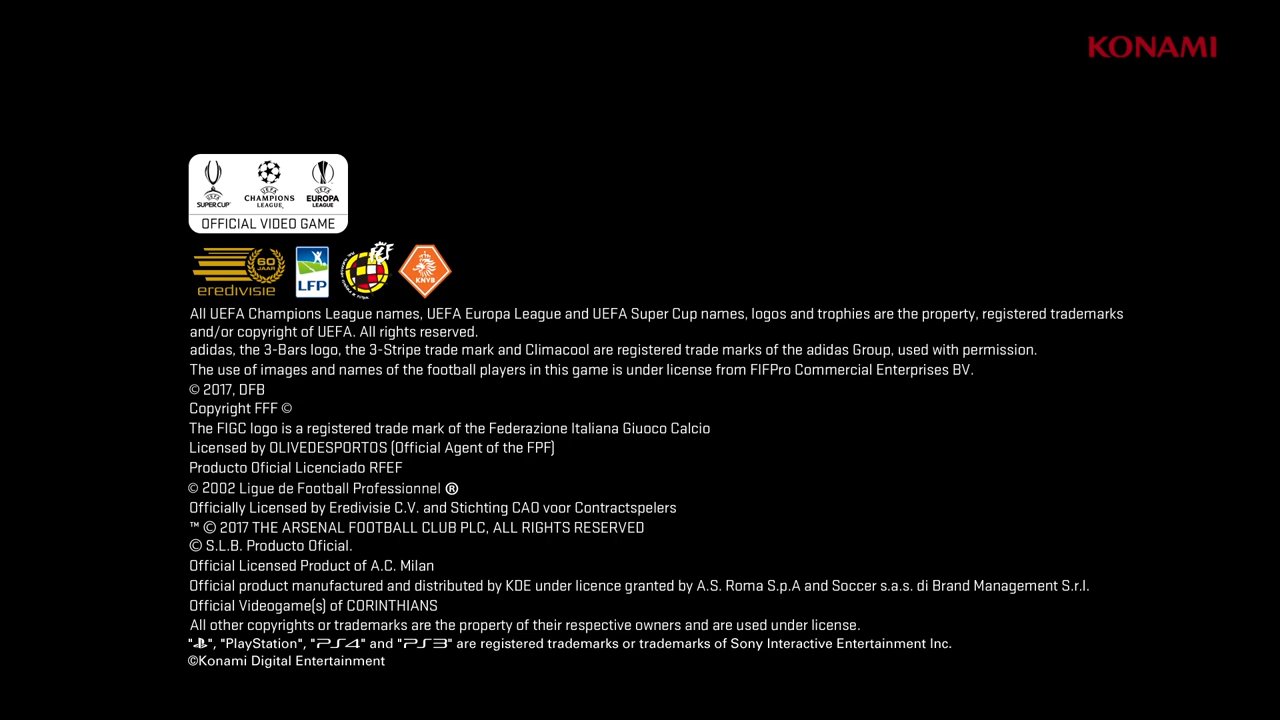 KONAMI
UEFA SUPER CUP
UEFA CHAMPIONS LEAGUE
UEFA EUROPA LEAGUE
OFFICIAL VIDEO GAME
60 JAAR
eredivisie
LFP
KNVB
All UEFA Champions League names, UEFA Europa League and UEFA Super Cup names, logos and trophies are the property, registered trademarks
and/or copyright of UEFA. All rights reserved.
adidas, the 3-Bars logo, the 3-Stripe trade mark and Climacool are registered trade marks of the adidas Group, used with permission.
The use of images and names of the football players in this game is under license from FIFPro Commercial Enterprises BV.
© 2017, DFB
Copyright FFF ©
The FIGC logo is a registered trade mark of the Federazione Italiana Giuoco Calcio
Licensed by OLIVEDESPORTOS (Official Agent of the FPF)
Producto Oficial Licenciado RFEF
© 2002 Ligue de Football Professionnel ®
Officially Licensed by Eredivisie C.V. and Stichting CAO voor Contractspelers
™ © 2017 THE ARSENAL FOOTBALL CLUB PLC, ALL RIGHTS RESERVED
© S.L.B. Producto Oficial.
Official Licensed Product of A.C. Milan
Official product manufactured and distributed by KDE under licence granted by A.S. Roma S.p.A and Soccer s.a.s. di Brand Management S.r.l.
Official Videogame(s) of CORINTHIANS
All other copyrights or trademarks are the property of their respective owners and are used under license.
"PS", "PlayStation", "PS4" and "PS3" are registered trademarks or trademarks of Sony Interactive Entertainment Inc.
©Konami Digital Entertainment